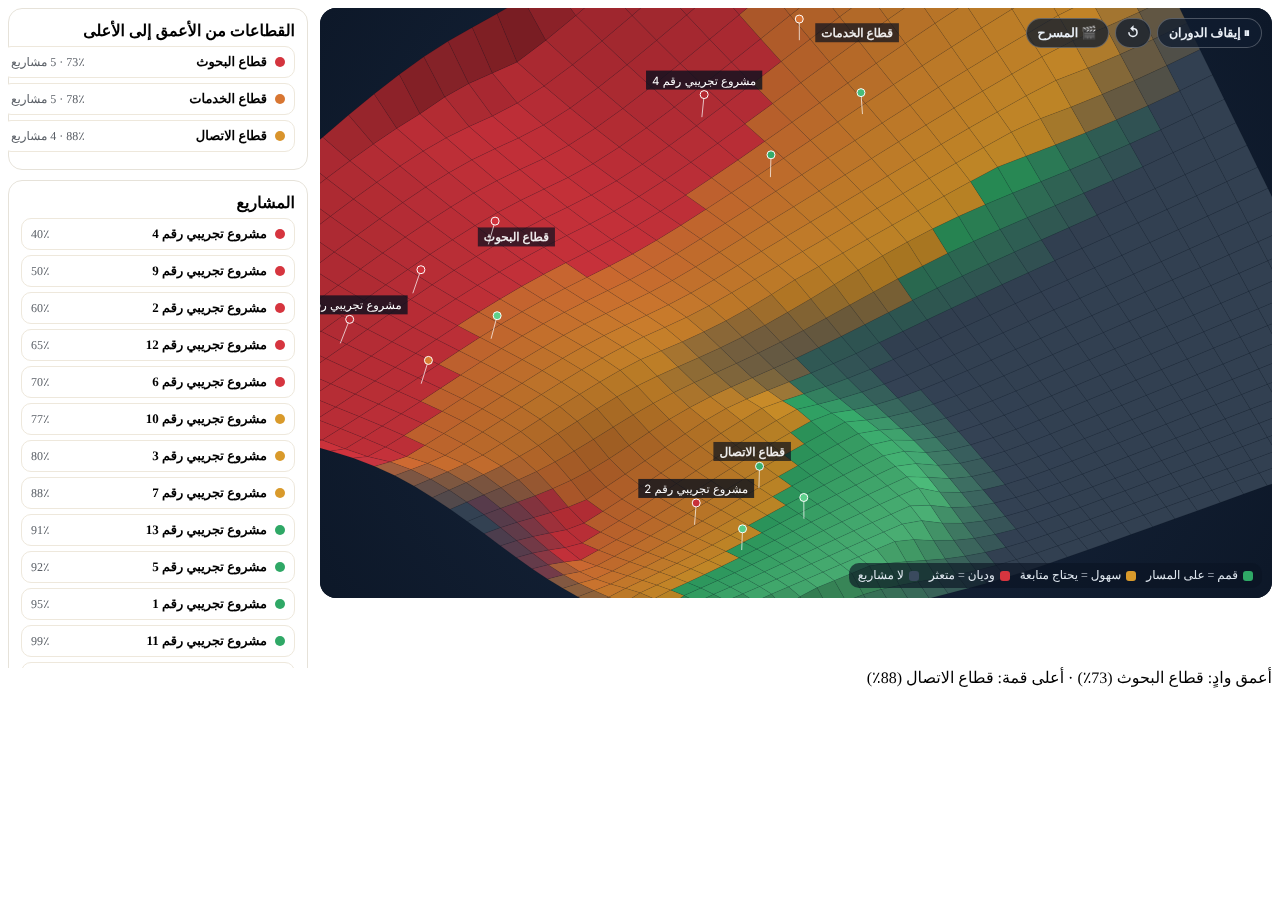 القطاعات من الأعمق إلى الأعلى
قطاع البحوث 73٪ · 5 مشاريع
قطاع الخدمات 78٪ · 5 مشاريع
قطاع الاتصال 88٪ · 4 مشاريع
المشاريع
مشروع تجريبي رقم 4 40٪
مشروع تجريبي رقم 9 50٪
مشروع تجريبي رقم 2 60٪
مشروع تجريبي رقم 12 65٪
مشروع تجريبي رقم 6 70٪
مشروع تجريبي رقم 10 77٪
مشروع تجريبي رقم 3 80٪
مشروع تجريبي رقم 7 88٪
مشروع تجريبي رقم 13 91٪
مشروع تجريبي رقم 5 92٪
مشروع تجريبي رقم 1 95٪
مشروع تجريبي رقم 11 99٪
إيقاف الدوران
المسرح
قطاع الخدمات
مشروع تجريبي رقم 4
قطاع البحوث
مشروع تجريبي
قطاع الاتصال
مشروع تجريبي رقم 2
قمم = على المسار سهول = يحتاج متابعة وديان = متعثر لا مشاريع
أعمق وادٍ: قطاع البحوث (73٪) · أعلى قمة: قطاع الاتصال (88٪)